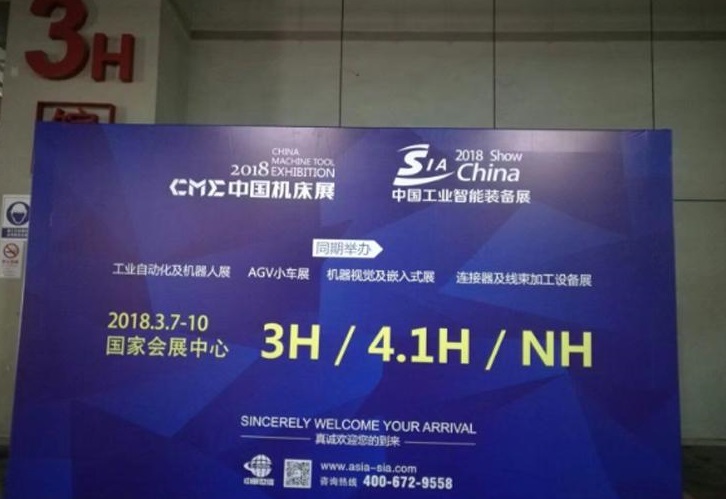 3H
CHINA
MACHINE TOOL
2018 EXHIBITION
CME中国机床展
SIA 2018 Show
China
中国工业智能装备展
同期举办
工业自动化及机器人展 AGV小车展 机器视觉及嵌入式展 连接器及线束加工设备展
2018.3.7-10
国家会展中心
3H / 4.1H / NH
SINCERELY WELCOME YOUR ARRIVAL
真诚欢迎您的到来
www.asia-sia.com
咨询热线 400-672-9558